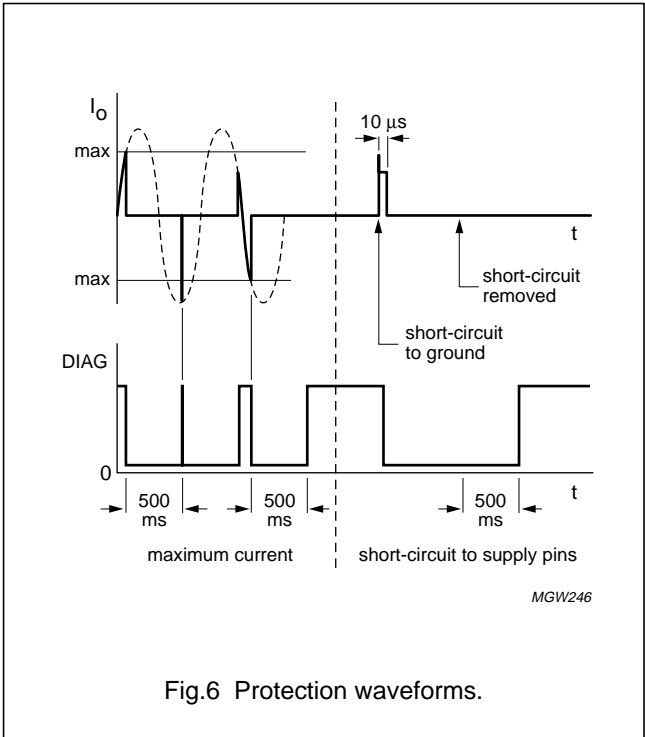 I_o
max
max
10 µs
t
short-circuit
removed
short-circuit
to ground
DIAG
0
500
ms
500
ms
500
ms
t
maximum current
short-circuit to supply pins
MGW246
Fig.6 Protection waveforms.